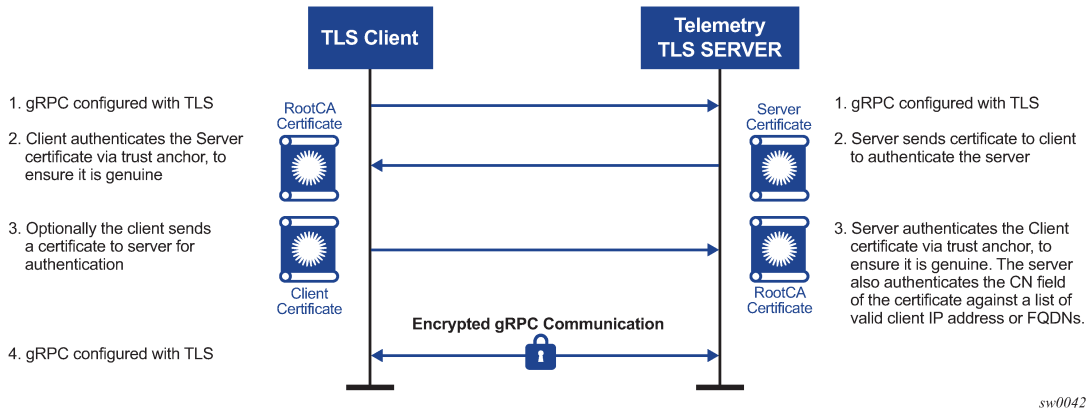 TLS Client
Telemetry
TLS SERVER
1. gRPC configured with TLS
2. Client authenticates the Server
certificate via trust anchor, to
ensure it is genuine
3. Optionally the client sends
a certificate to server for
authentication
4. gRPC configured with TLS
RootCA
Certificate
Client
Certificate
Encrypted gRPC Communication
Server
Certificate
RootCA
Certificate
1. gRPC configured with TLS
2. Server sends certificate to client
to authenticate the server
3. Server authenticates the Client
certificate via trust anchor, to
ensure it is genuine. The server
also authenticates the CN field
of the certificate against a list of
valid client IP address or FQDNs.
sw0042